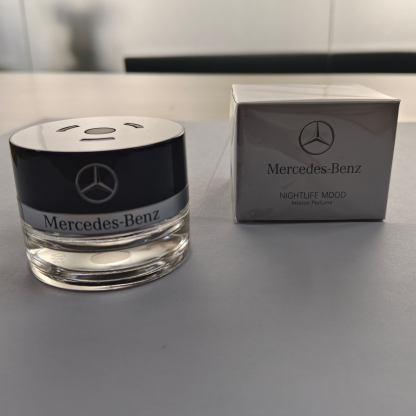 Mercedes-Benz
Mercedes-Benz
NIGHTLIFE MOOD
Interior Perfume